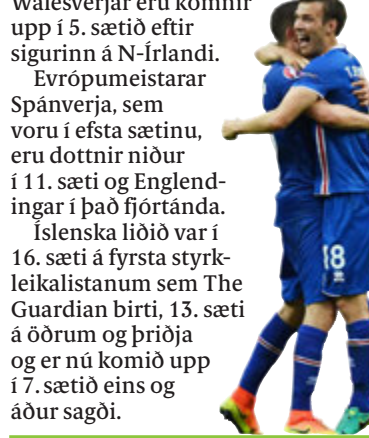 Walesverjar eru komnir
upp í 5. sætið eftir
sigurinn á N-Írlandi.
Evrópumeistarar
Spánverja, sem
voru í efsta sætinu,
eru dottnir niður
í 11. sæti og Englend-
ingar í það fjórtánda.
Íslenska liðið var í
16. sæti á fyrsta styrk-
leikalistanum sem The
Guardian birti, 13. sæti
á öðrum og þriðja
og er nú komið upp
í 7. sætið eins og
áður sagði.
18